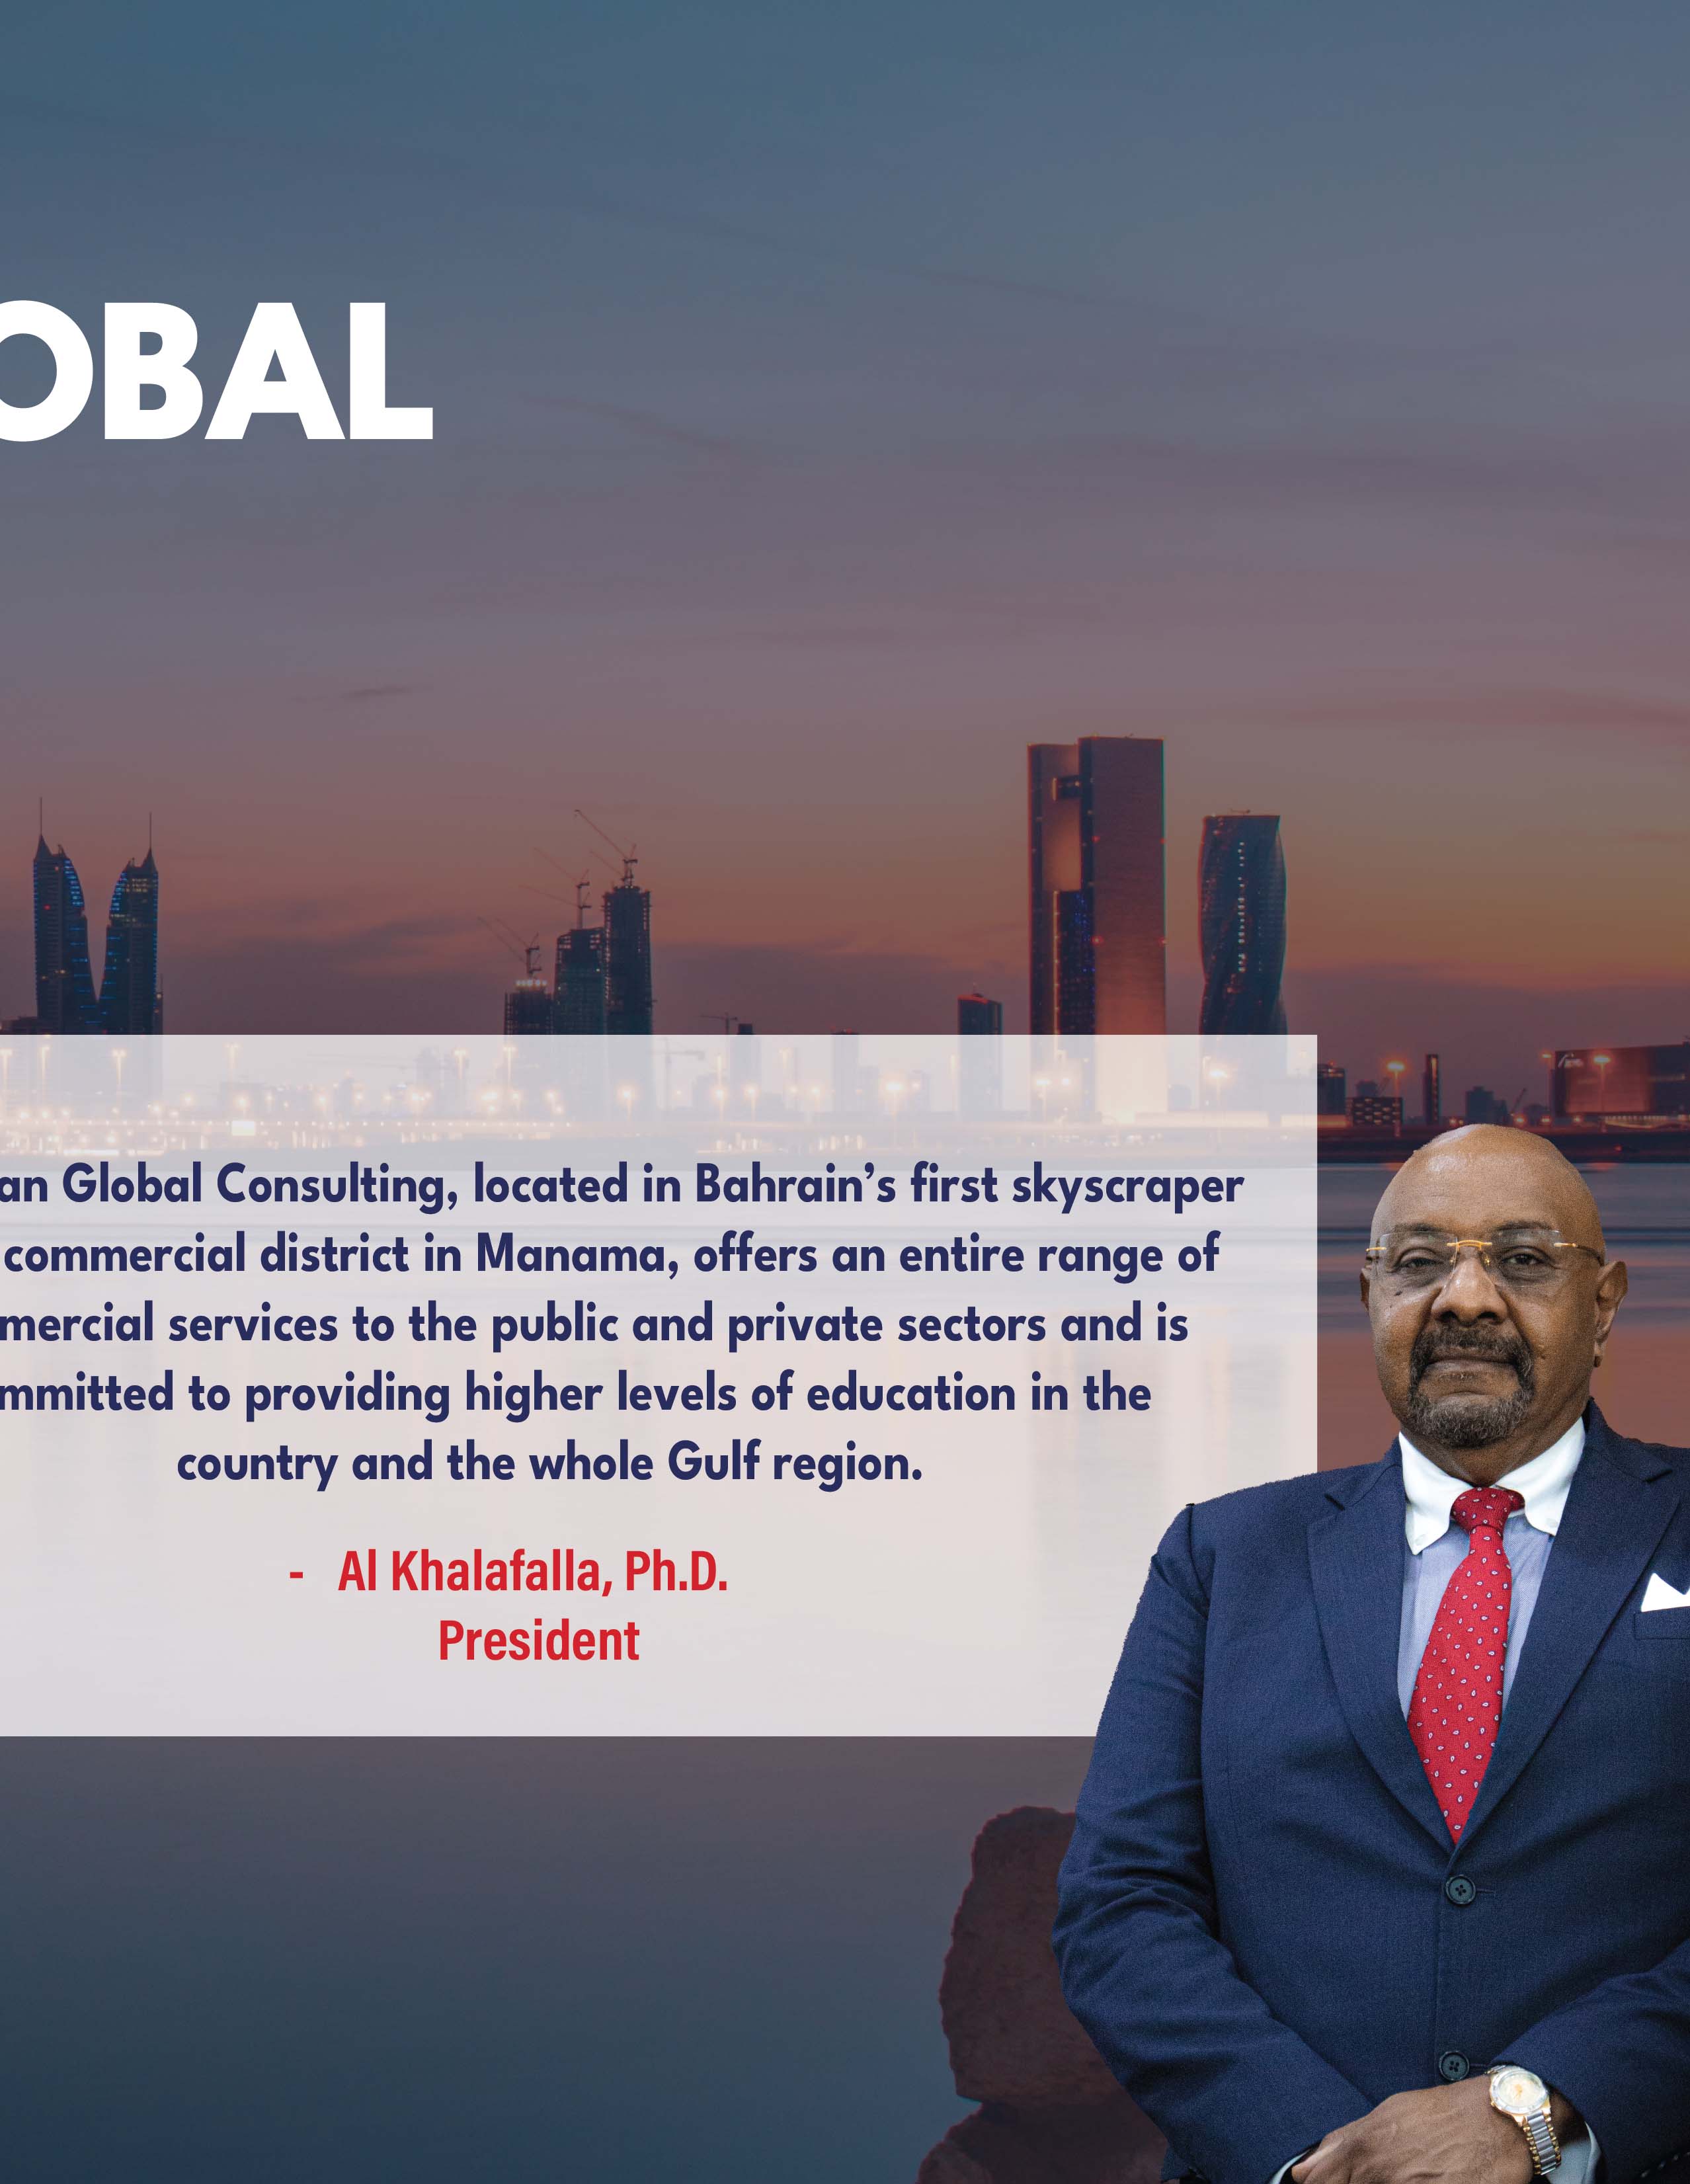 OBAL
an Global Consulting, located in Bahrain’s first skyscraper
commercial district in Manama, offers an entire range of
mercial services to the public and private sectors and is
mmitted to providing higher levels of education in the
country and the whole Gulf region.
- Al Khalafalla, Ph.D.
President